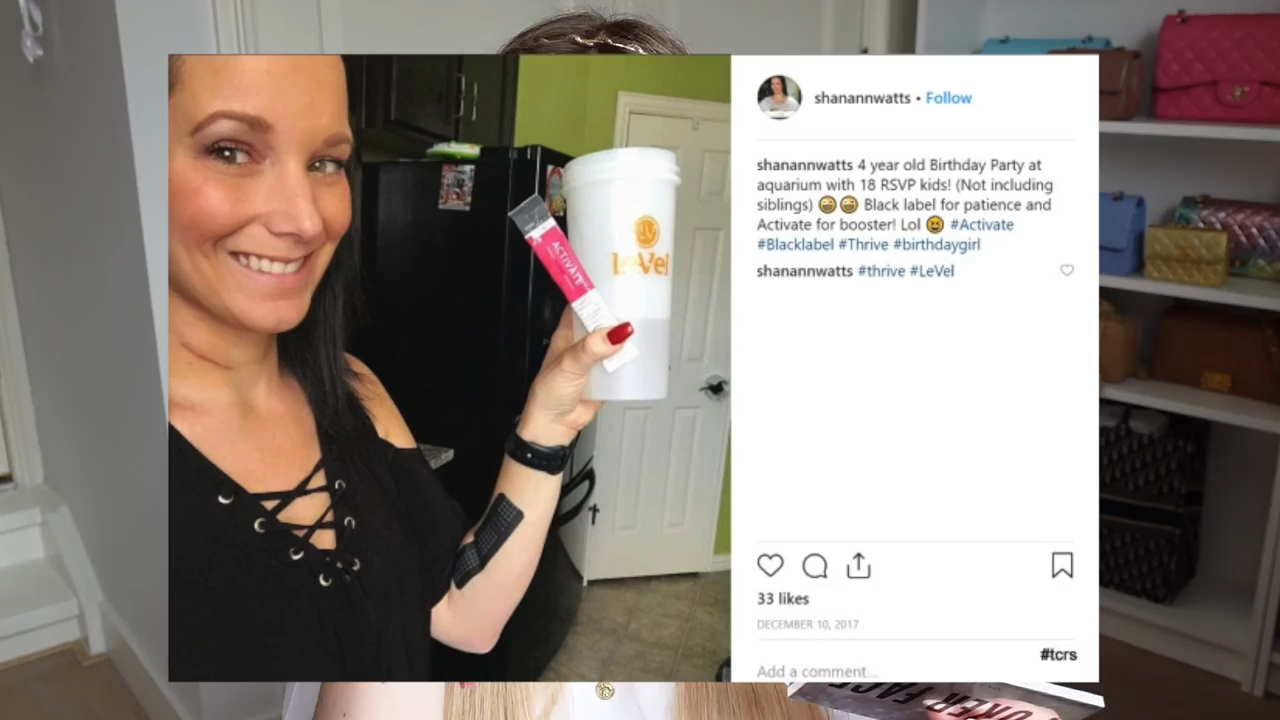 shanannwatts • Follow
shanannwatts 4 year old Birthday Party at
aquarium with 18 RSVP kids! (Not including
siblings) 😀😀 Black label for patience and
Activate for booster! Lol 😀 #Activate
#Blacklabel #Thrive #birthdaygirl
shanannwatts #thrive #LeVel
ACTIVATE
Le-Vel
33 likes
DECEMBER 10, 2017
#tcrs
Add a comment...